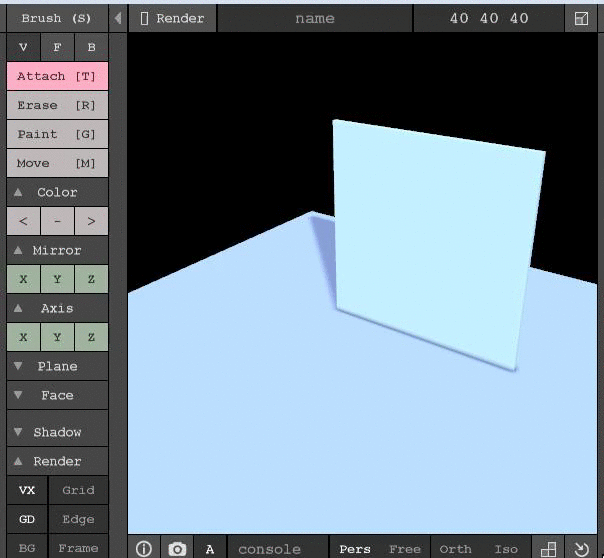 Brush (S)
Render
name
40 40 40
V F B
Attach [T]
Erase [R]
Paint [G]
Move [M]
Color
< - >
Mirror
X Y Z
Axis
X Y Z
Plane
Face
Shadow
Render
VX Grid
GD Edge
BG Frame
A console Pers Free Orth Iso